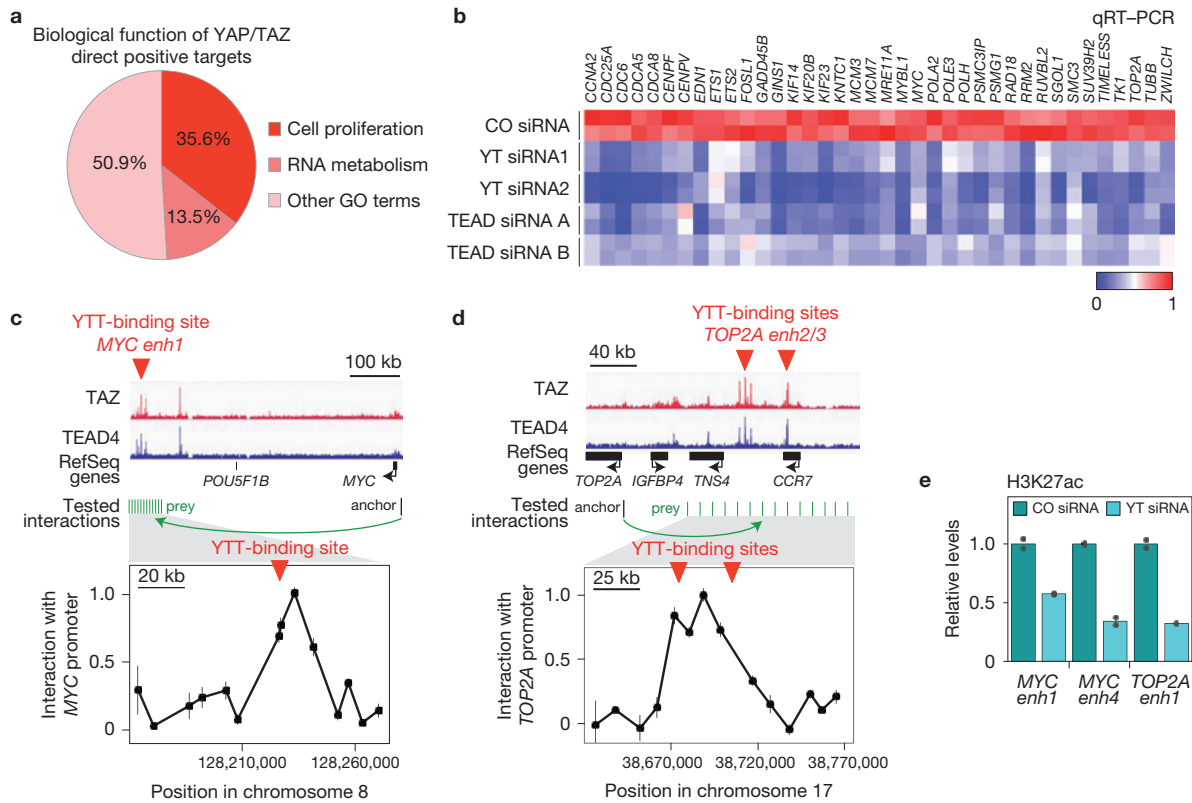 a
Biological function of YAP/TAZ
direct positive targets
35.6%
50.9%
13.5%
Cell proliferation
RNA metabolism
Other GO terms
b
qRT–PCR
CCNA2
CDC25A
CDC6
CDCA5
CDCA8
CENPF
CENPV
EDN1
ETS1
ETS2
FOSL1
GADD45B
GINS1
KIF14
KIF20B
KIF23
KNTC1
MCM3
MCM7
MRE11A
MYBL1
MYC
POLA2
POLE3
POLH
PSMC3IP
PSMG1
RAD18
RRM2
RUVBL2
SGOL1
SMC3
SUV39H2
TIMELESS
TK1
TOP2A
TUBB
ZWILCH
CO siRNA
YT siRNA1
YT siRNA2
TEAD siRNA A
TEAD siRNA B
0 1
c
YTT-binding site
MYC enh1
100 kb
TAZ
TEAD4
RefSeq
genes
POU5F1B
MYC
Tested
interactions
prey
anchor
YTT-binding site
20 kb
Interaction with
MYC promoter
1.0
0.5
0
128,210,000 128,260,000
Position in chromosome 8
d
YTT-binding sites
TOP2A enh2/3
40 kb
TAZ
TEAD4
RefSeq
genes
TOP2A IGFBP4 TNS4 CCR7
Tested
interactions
anchor
prey
YTT-binding sites
25 kb
Interaction with
TOP2A promoter
1.0
0.5
0
38,670,000 38,720,000 38,770,000
Position in chromosome 17
e
H3K27ac
CO siRNA YT siRNA
Relative levels
1.0
0.5
0
MYC
enh1
MYC
enh4
TOP2A
enh1